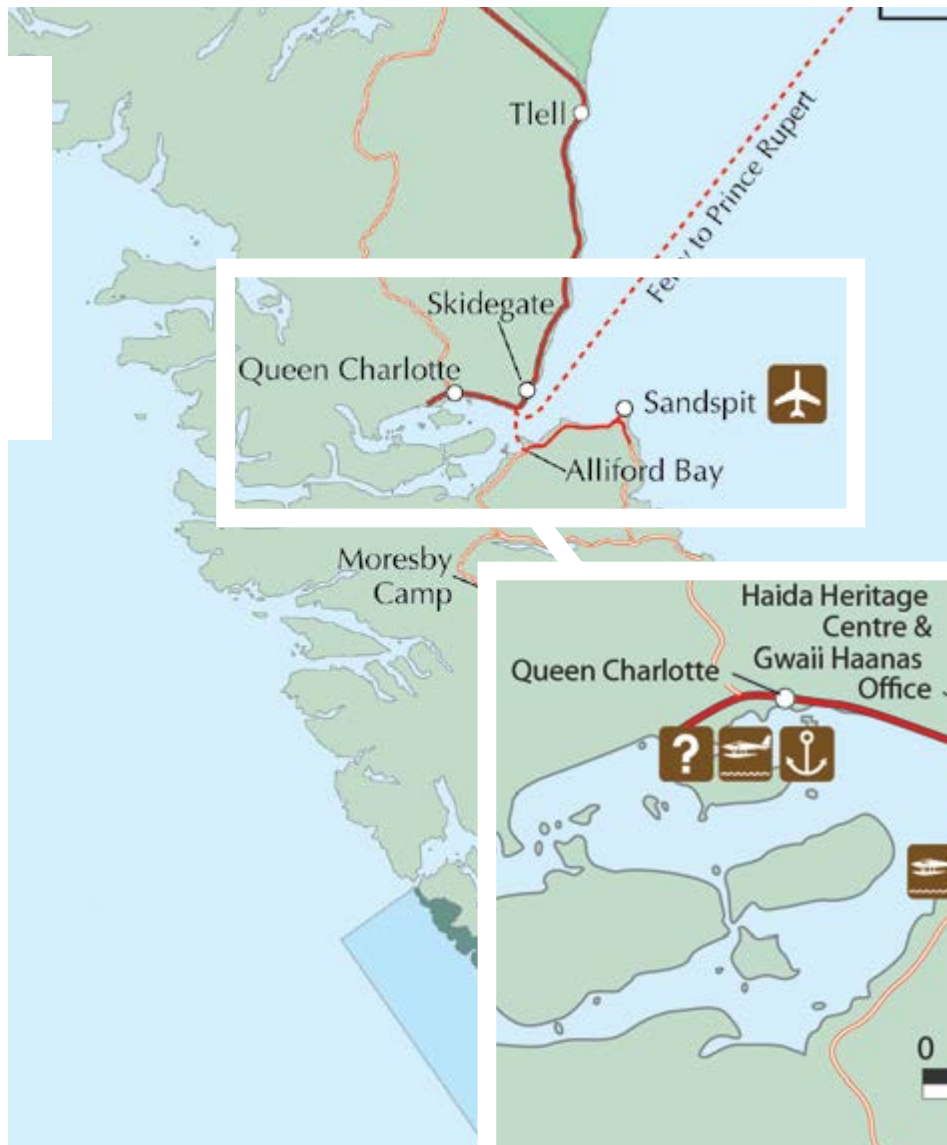 Tlell
Ferry to Prince Rupert
Skidegate
Queen Charlotte
Sandspit
Alliford Bay
Moresby
Camp
Haida Heritage
Centre &
Gwaii Haanas
Office
Queen Charlotte
?
0